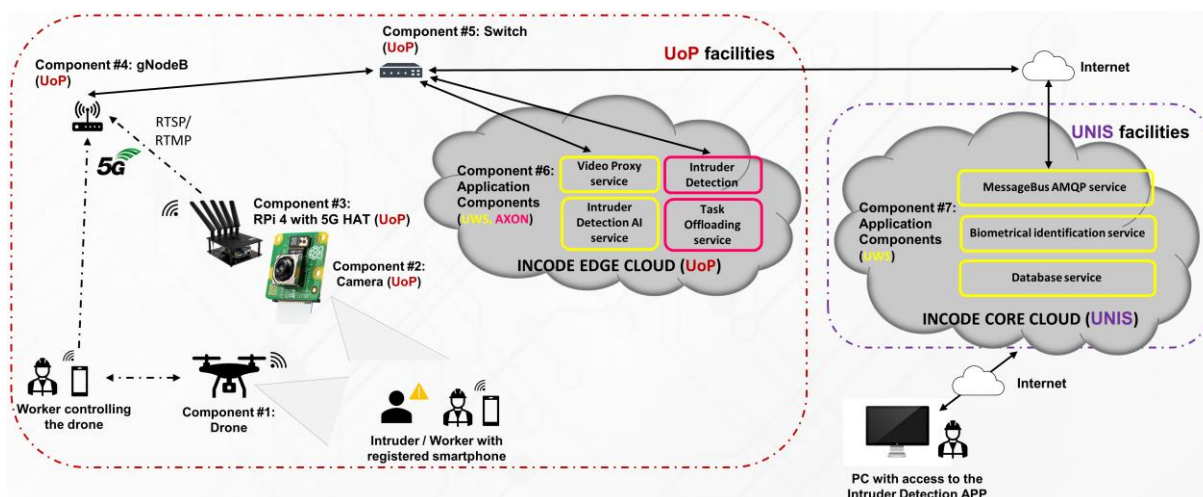 Component #5: Switch
(UoP)
UoP facilities
Component #4: gNodeB
(UoP)
Internet
RTSP/
RTMP
5G
UNIS facilities
Component #6:
Application
Components
(UWS, AXON)
Video Proxy
service
Intruder
Detection
Intruder
Detection AI
service
Task
Offloading
service
INCODE EDGE CLOUD (UoP)
Component #7:
Application
Components
(UWS)
MessageBus AMQP service
Biometrical identification service
Database service
INCODE CORE CLOUD (UNIS)
Component #3:
RPi 4 with 5G HAT (UoP)
Component #2:
Camera (UoP)
Worker controlling
the drone
Component #1:
Drone
Intruder / Worker with
registered smartphone
Internet
PC with access to the
Intruder Detection APP